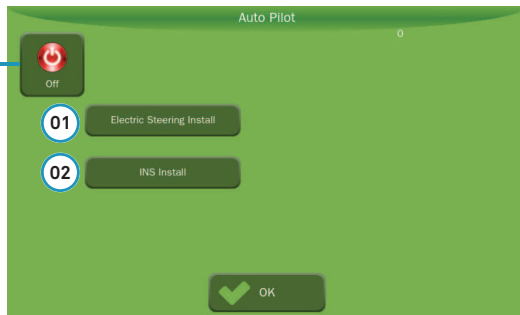 Auto Pilot
0
Off
01 Electric Steering Install
02 INS Install
OK